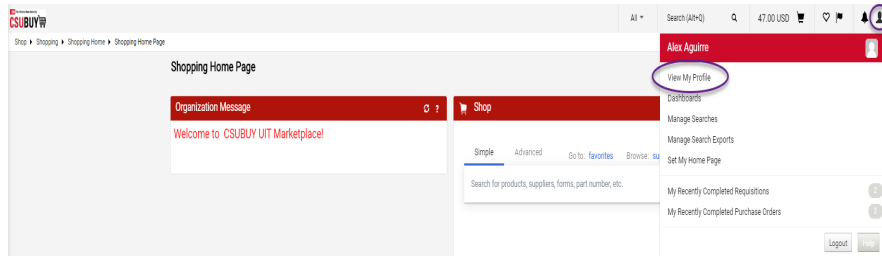 CSUBUY
All
Search (Alt+Q)
47.00 USD
Shop Shopping Shopping Home Shopping Home Page
Alex Aguirre
Shopping Home Page
View My Profile
Dashboards
Manage Searches
Manage Search Exports
Set My Home Page
My Recently Completed Requisitions 2
My Recently Completed Purchase Orders 2
Logout Help
Organization Message ?
Welcome to CSUBUY UIT Marketplace!
Shop
Simple Advanced Go to: favorites Browse: su
Search for products, suppliers, forms, part number, etc.